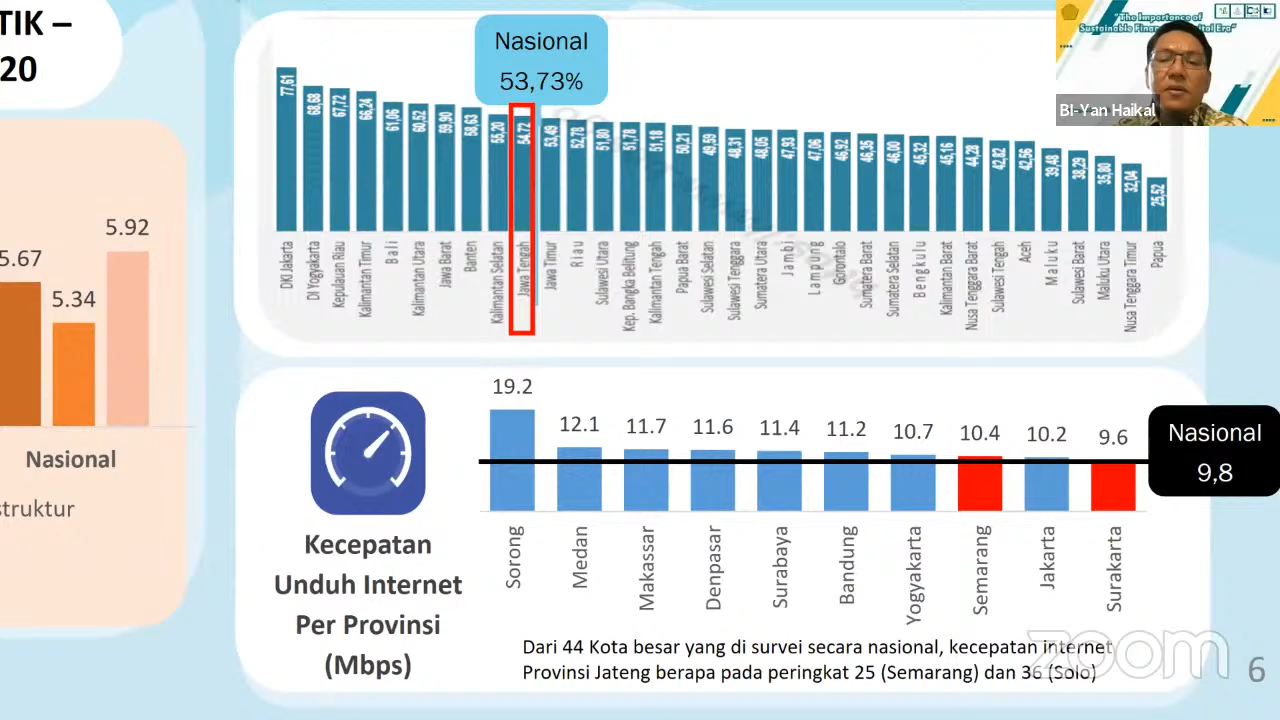 TIK –
20
5.67
5.34
5.92
Nasional
struktur
Nasional
53,73%
77,61
68,68
67,72
66,24
61,06
60,52
59,90
58,63
55,20
54,72
53,49
52,78
51,80
51,78
51,18
50,21
49,59
48,31
48,05
47,93
47,06
46,92
46,35
46,00
45,32
45,16
44,28
42,82
42,56
39,48
38,29
35,80
32,04
25,52
DKI Jakarta
DI Yogyakarta
Kepulauan Riau
Kalimantan Timur
Bali
Kalimantan Utara
Jawa Barat
Banten
Kalimantan Selatan
Jawa Tengah
Jawa Timur
Riau
Sulawesi Utara
Kep. Bangka Belitung
Kalimantan Tengah
Papua Barat
Sulawesi Selatan
Sulawesi Tenggara
Sumatera Utara
Jambi
Lampung
Gorontalo
Sumatera Barat
Sumatera Selatan
Bengkulu
Kalimantan Barat
Nusa Tenggara Barat
Sulawesi Tengah
Aceh
Maluku
Sulawesi Barat
Maluku Utara
Nusa Tenggara Timur
Papua
"The Importance of
Sustainable Era"
BI-Yan Haikal
Kecepatan
Unduh Internet
Per Provinsi
(Mbps)
19.2
12.1
11.7
11.6
11.4
11.2
10.7
10.4
10.2
9.6
Nasional
9,8
Sorong
Medan
Makassar
Denpasar
Surabaya
Bandung
Yogyakarta
Semarang
Jakarta
Surakarta
Dari 44 Kota besar yang di survei secara nasional, kecepatan internet
Provinsi Jateng berapa pada peringkat 25 (Semarang) dan 36 (Solo)
zoom
6